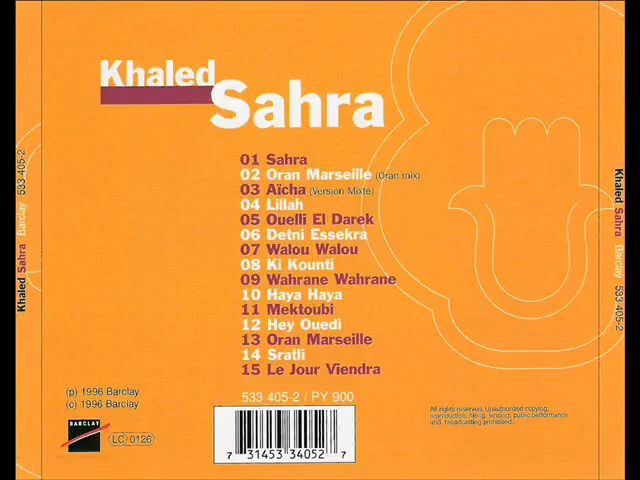 Khaled
Sahra
01 Sahra
02 Oran Marseille (Oran mix)
03 Aïcha (Version Mixte)
04 Lillah
05 Ouelli El Darek
06 Detni Essekra
07 Walou Walou
08 Ki Kounti
09 Wahrane Wahrane
10 Haya Haya
11 Mektoubi
12 Hey Ouedi
13 Oran Marseille
14 Sratli
15 Le Jour Viendra
533 405-2 / PY 900
7 31453 34052 7
(p) 1996 Barclay
(c) 1996 Barclay
BARCLAY
LC 0126
All rights reserved. Unauthorized copying,
reproduction, hiring, lending, public performance
and broadcasting prohibited.
Khaled Sahra Barclay 533 405-2
Khaled Sahra Barclay 533 405-2